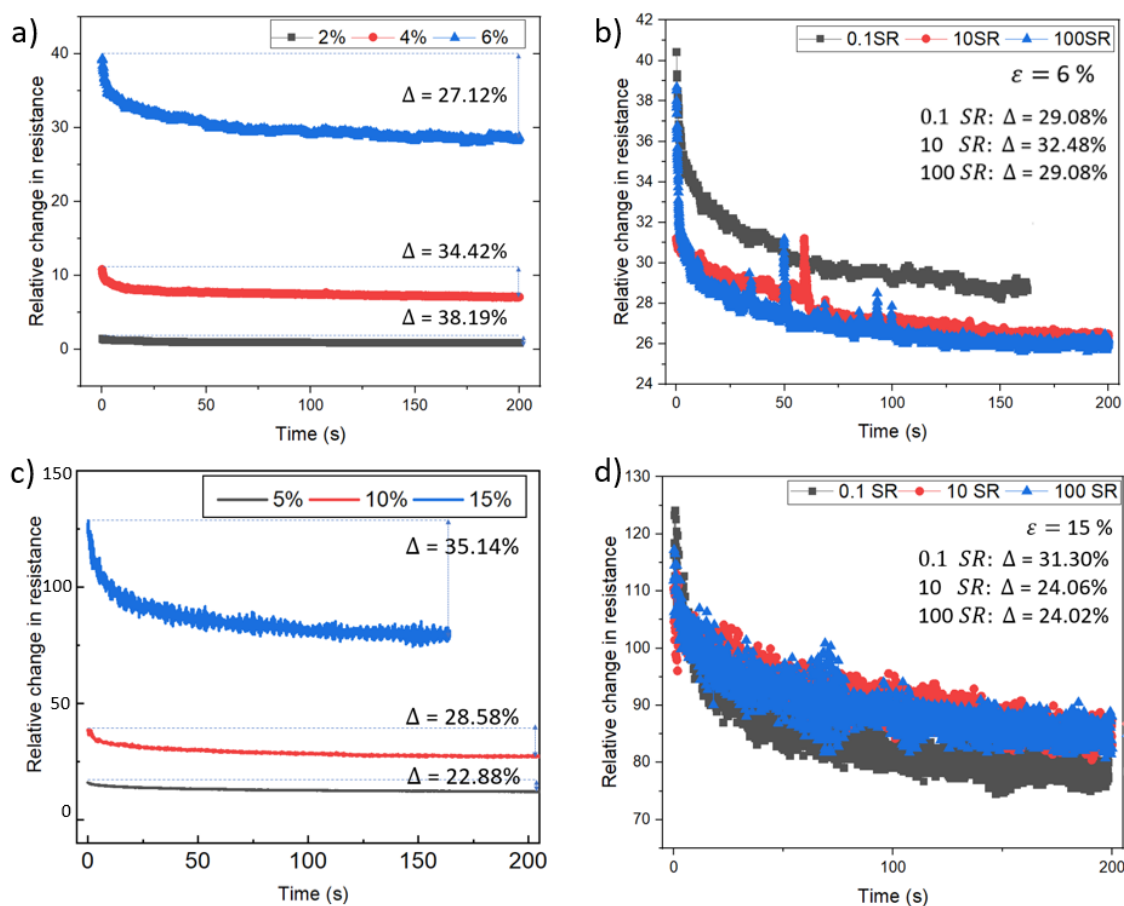 a)
2% 4% 6%
Relative change in resistance
40
30
20
10
0
Δ = 27.12%
Δ = 34.42%
Δ = 38.19%
0 50 100 150 200
Time (s)
b)
0.1SR 10SR 100SR
Relative change in resistance
42
40
38
36
34
32
30
28
26
24
ε = 6 %
0.1 SR: Δ = 29.08%
10 SR: Δ = 32.48%
100 SR: Δ = 29.08%
0 50 100 150 200
Time (s)
c)
5% 10% 15%
Relative change in resistance
150
100
50
0
Δ = 35.14%
Δ = 28.58%
Δ = 22.88%
0 50 100 150 200
Time (s)
d)
0.1 SR 10 SR 100 SR
Relative change in resistance
130
120
110
100
90
80
70
ε = 15 %
0.1 SR: Δ = 31.30%
10 SR: Δ = 24.06%
100 SR: Δ = 24.02%
0 50 100 150 200
Time (s)